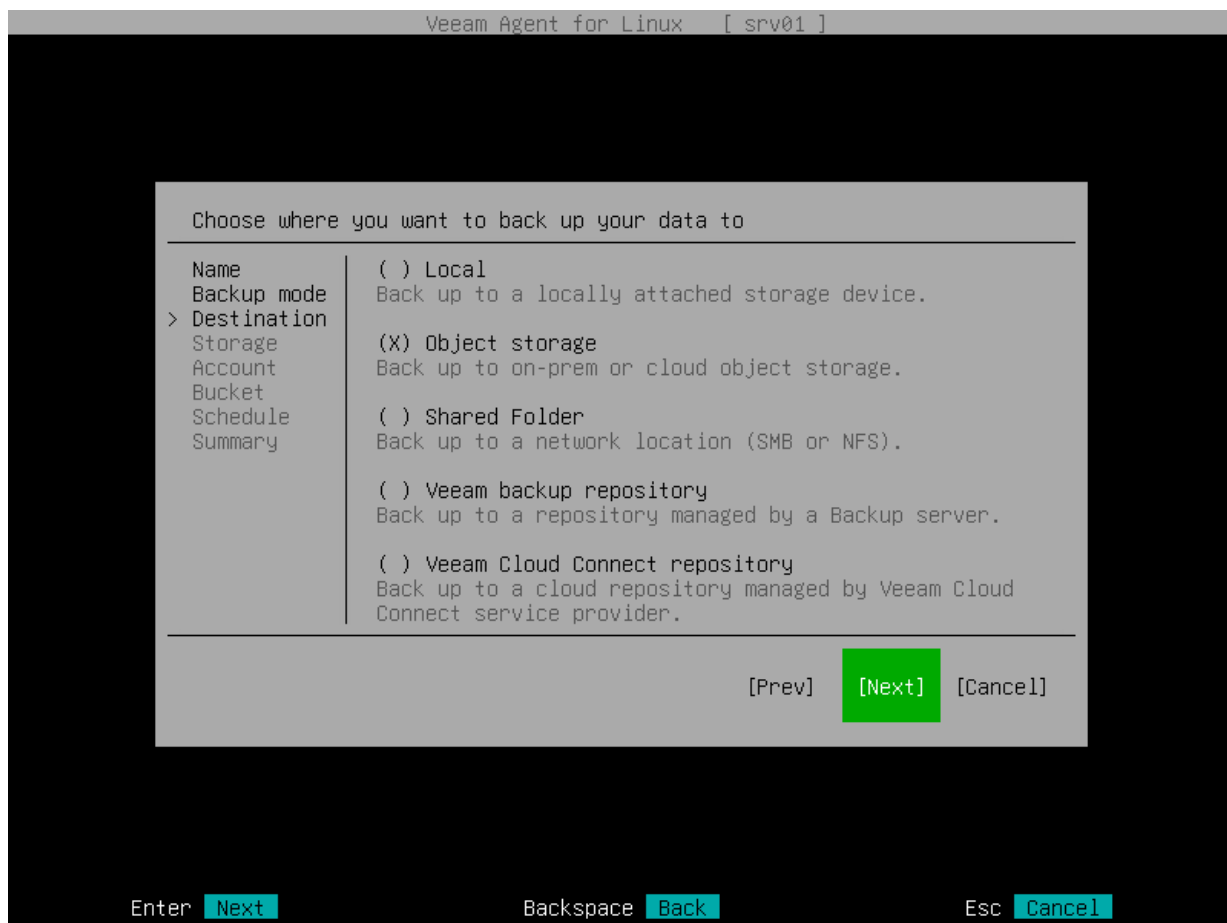 Veeam Agent for Linux [ srv01 ]
Choose where you want to back up your data to
Name
Backup mode
> Destination
Storage
Account
Bucket
Schedule
Summary
( ) Local
Back up to a locally attached storage device.
(X) Object storage
Back up to on-prem or cloud object storage.
( ) Shared Folder
Back up to a network location (SMB or NFS).
( ) Veeam backup repository
Back up to a repository managed by a Backup server.
( ) Veeam Cloud Connect repository
Back up to a cloud repository managed by Veeam Cloud
Connect service provider.
[Prev] [Next] [Cancel]
Enter Next Backspace Back Esc Cancel